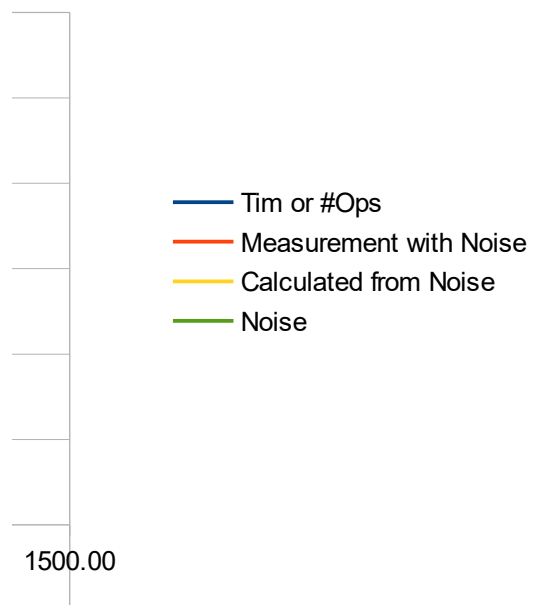 Tim or #Ops
Measurement with Noise
Calculated from Noise
Noise
1500.00